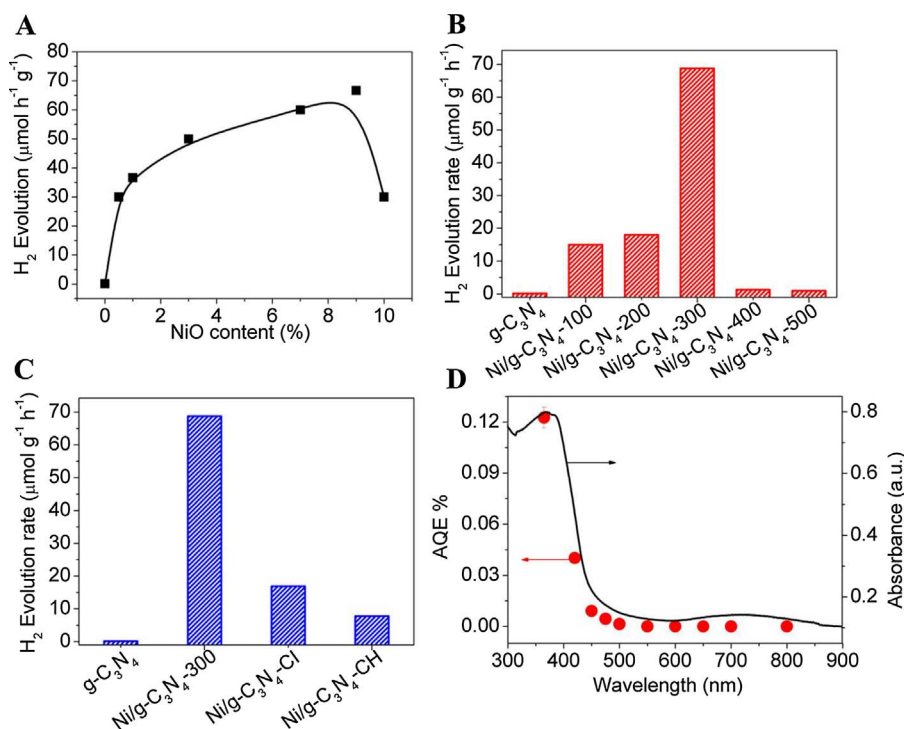 A
H₂ Evolution (μmol h⁻¹ g⁻¹)
80
70
60
50
40
30
20
10
0
0 2 4 6 8 10
NiO content (%)
B
H₂ Evolution rate (μmol g⁻¹ h⁻¹)
70
60
50
40
30
20
10
0
g-C₃N₄
Ni/g-C₃N₄-100
Ni/g-C₃N₄-200
Ni/g-C₃N₄-300
Ni/g-C₃N₄-400
Ni/g-C₃N₄-500
C
H₂ Evolution rate (μmol g⁻¹ h⁻¹)
70
60
50
40
30
20
10
0
g-C₃N₄
Ni/g-C₃N₄-300
Ni/g-C₃N₄-Cl
Ni/g-C₃N₄-CH
D
AQE %
0.12
0.09
0.06
0.03
0.00
300 400 500 600 700 800 900
Wavelength (nm)
0.8
0.6
0.4
0.2
Absorbance (a.u.)